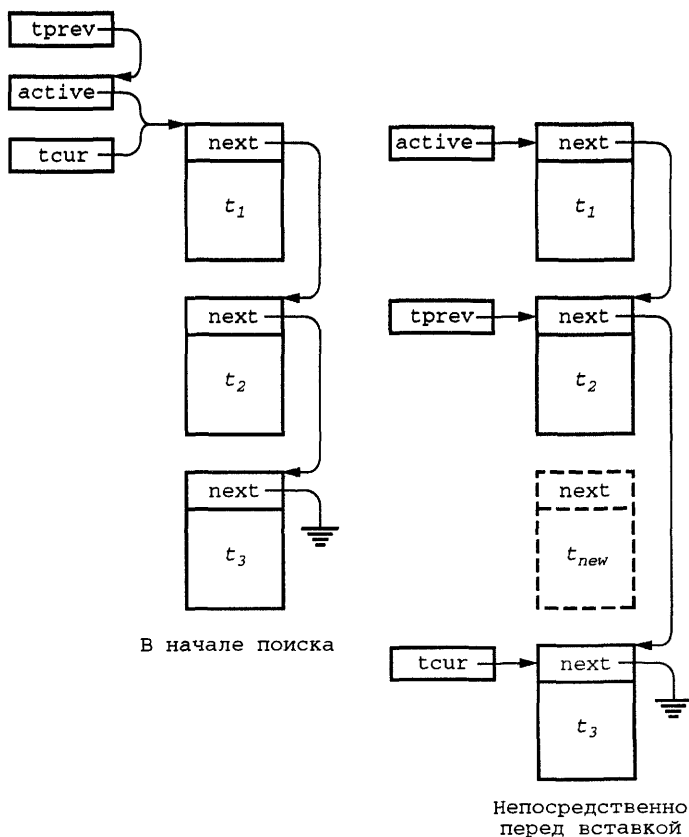 tprev
active
tcur
next
t1
next
t2
next
t3
В начале поиска
active
next
t1
tprev
next
t2
next
tnew
tcur
next
t3
Непосредственно
перед вставкой